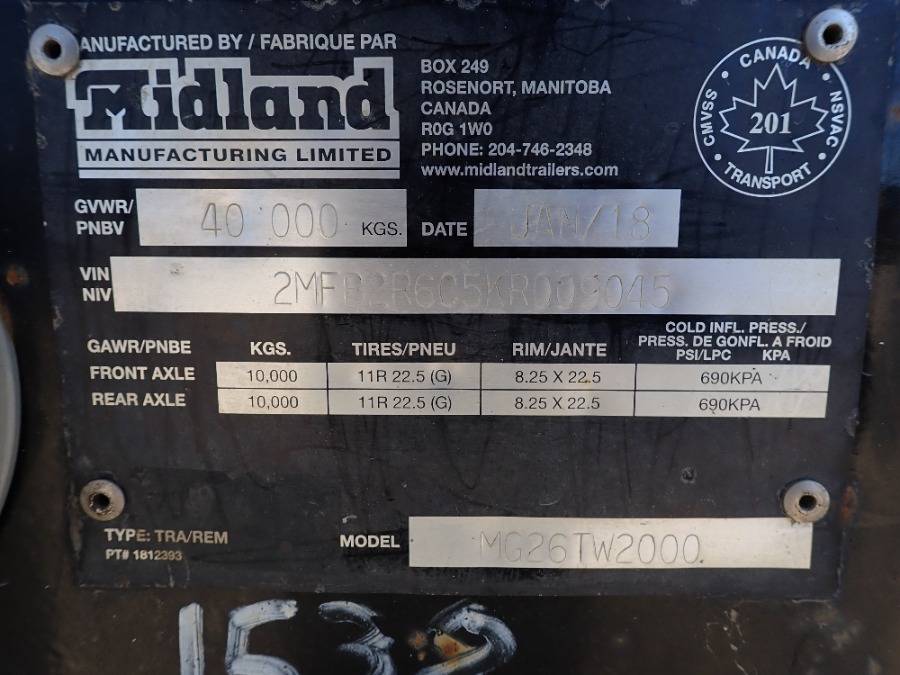 ANUFACTURED BY / FABRIQUE PAR
Midland
MANUFACTURING LIMITED
BOX 249
ROSENORT, MANITOBA
CANADA
R0G 1W0
PHONE: 204-746-2348
www.midlandtrailers.com
CANADA
CMVSS 201 NSVAC
TRANSPORT
GVWR/
PNBV 40 000 KGS. DATE JAN/18
VIN
NIV 2MFB2R6C5KR009045
COLD INFL. PRESS./
PRESS. DE GONFL. A FROID
GAWR/PNBE KGS. TIRES/PNEU RIM/JANTE PSI/LPC KPA
FRONT AXLE 10,000 11R 22.5 (G) 8.25 X 22.5 690KPA
REAR AXLE 10,000 11R 22.5 (G) 8.25 X 22.5 690KPA
TYPE: TRA/REM
PT# 1812393
MODEL MG26TW2000